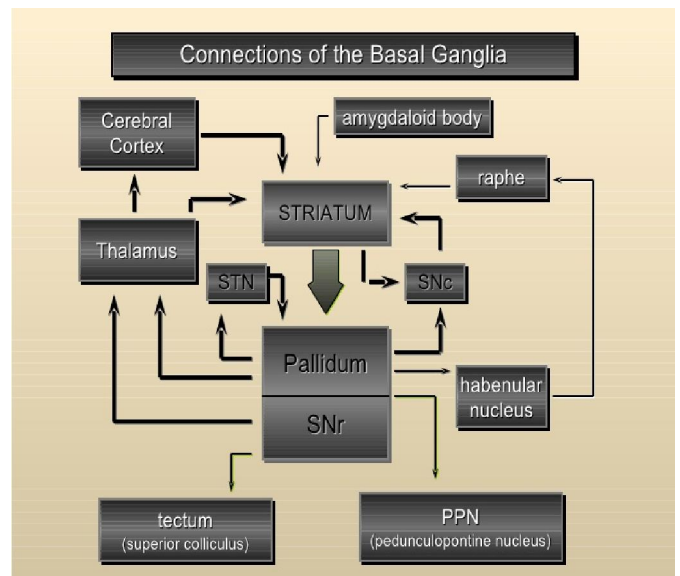 Connections of the Basal Ganglia
Cerebral
Cortex
amygdaloid body
raphe
STRIATUM
Thalamus
STN
SNc
Pallidum
habenular
nucleus
SNr
tectum
(superior colliculus)
PPN
(pedunculopontine nucleus)